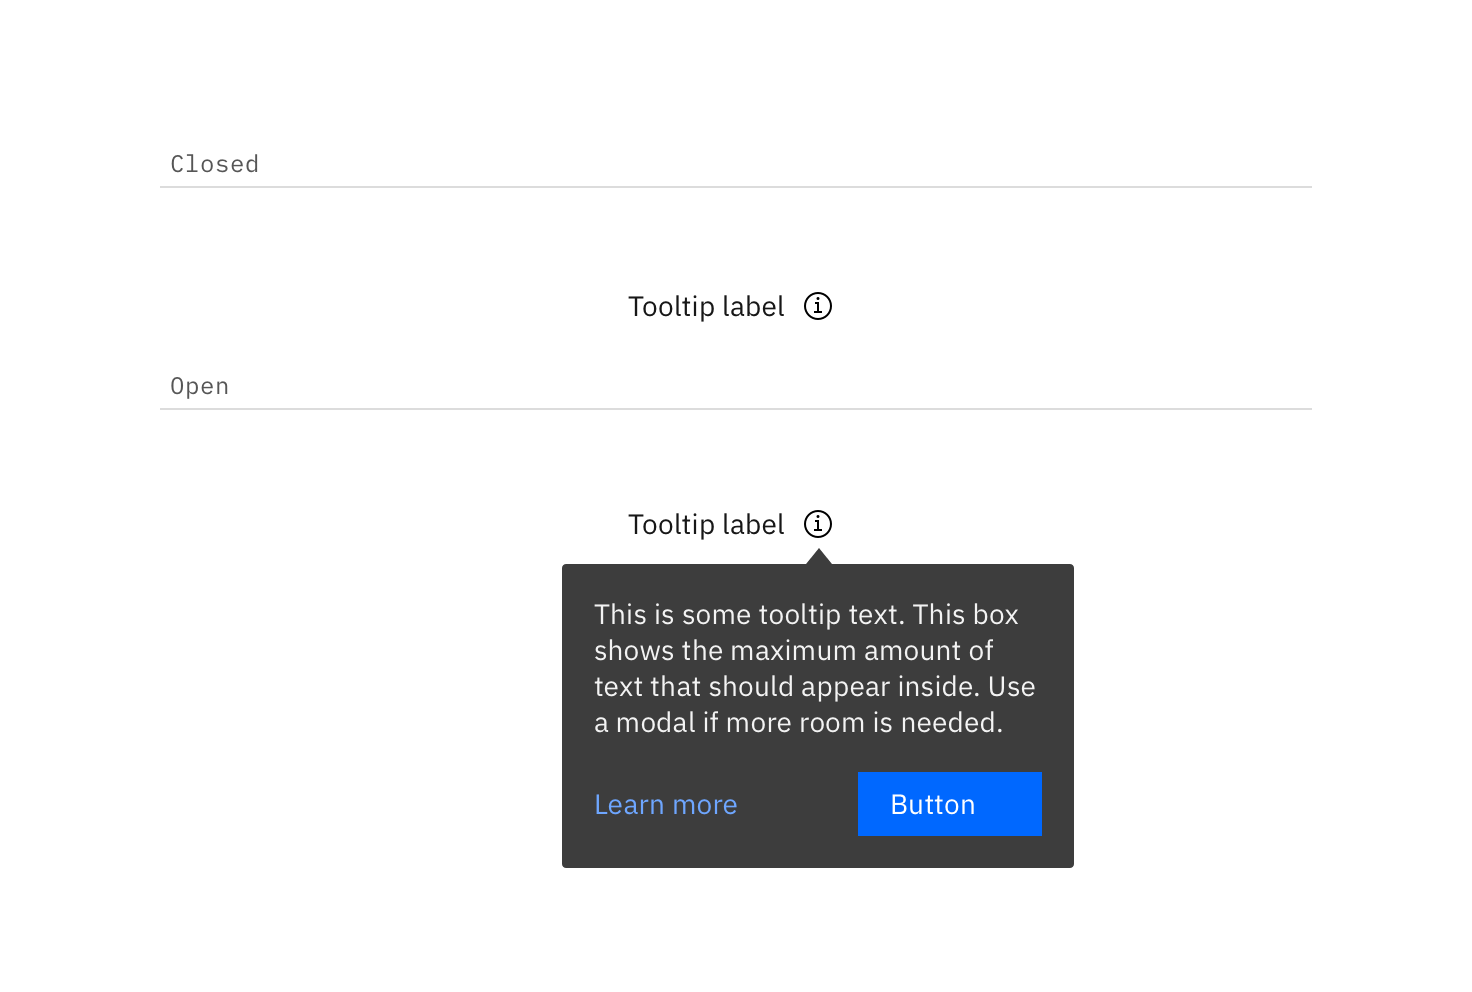 Closed
Tooltip label
Open
Tooltip label
This is some tooltip text. This box
shows the maximum amount of
text that should appear inside. Use
a modal if more room is needed.
Learn more
Button